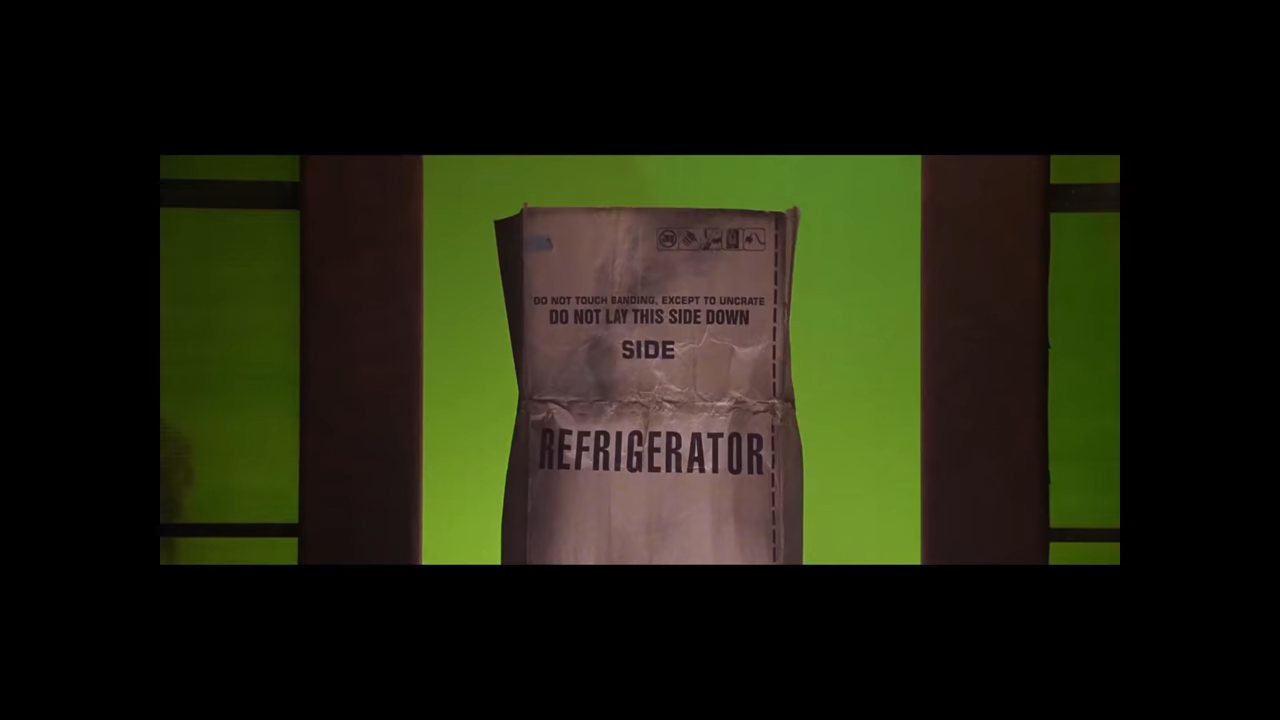 DO NOT TOUCH BANDING, EXCEPT TO UNCRATE
DO NOT LAY THIS SIDE DOWN
SIDE
REFRIGERATOR